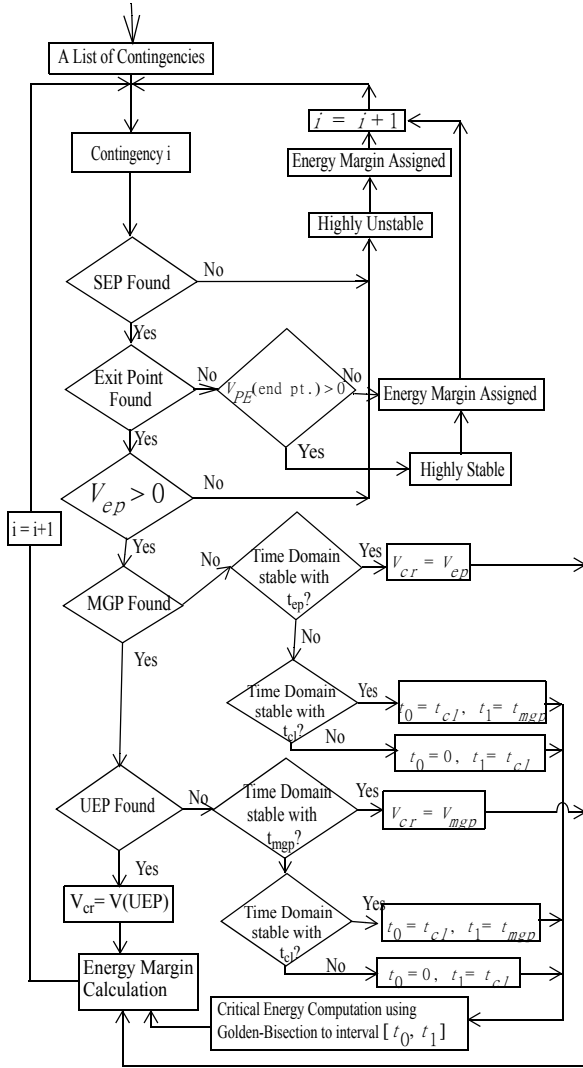 A List of Contingencies
i = i + 1
Contingency i
Energy Margin Assigned
Highly Unstable
SEP Found
No
Yes
Exit Point
Found
No
V_PE(end pt.) > 0
No
Energy Margin Assigned
Yes
Yes
Highly Stable
V_ep > 0
No
i = i+1
Yes
No
Time Domain
stable with
t_ep?
Yes
V_cr = V_ep
MGP Found
Yes
No
Time Domain
stable with
t_cl?
Yes
t_0 = t_cl, t_1 = t_mgp
No
t_0 = 0, t_1 = t_cl
UEP Found
No
Time Domain
stable with
t_mgp?
Yes
V_cr = V_mgp
Yes
V_cr = V(UEP)
Time Domain
stable with
t_cl?
Yes
t_0 = t_cl, t_1 = t_mgp
No
t_0 = 0, t_1 = t_cl
Energy Margin
Calculation
Critical Energy Computation using
Golden-Bisection to interval [t_0, t_1]